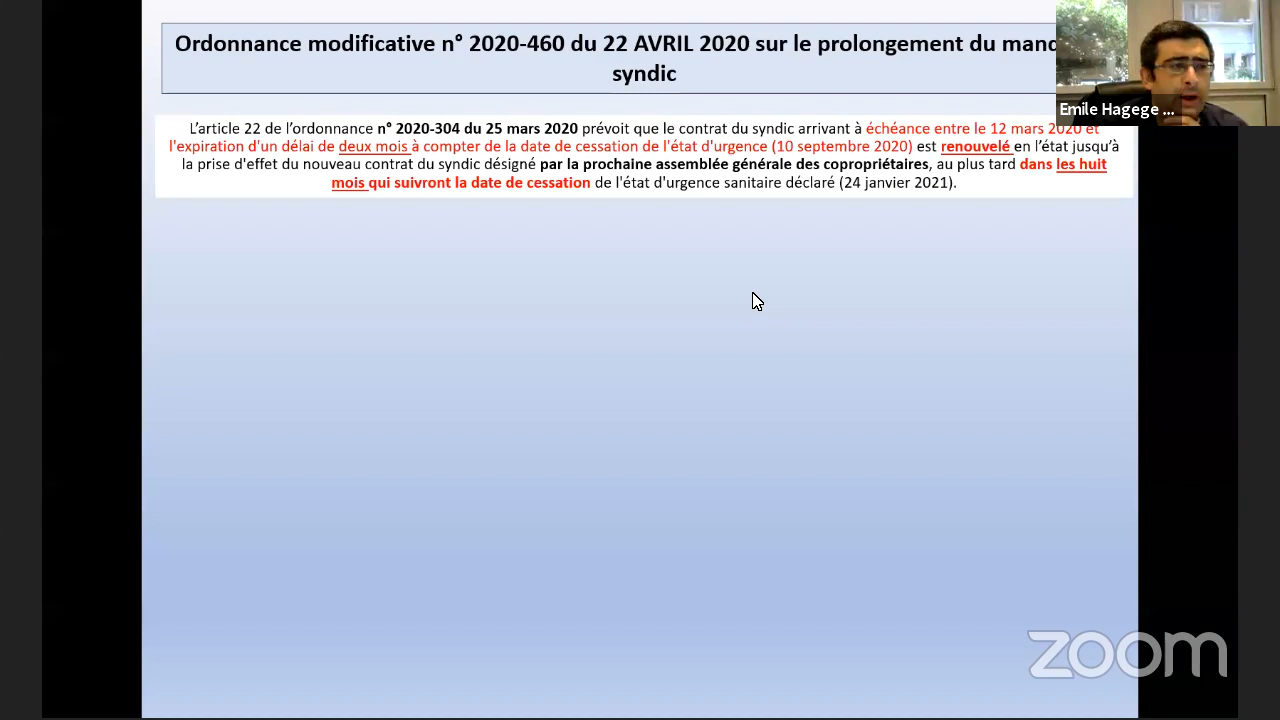 Ordonnance modificative n° 2020-460 du 22 AVRIL 2020 sur le prolongement du
syndic
Emile Hagege ...
L'article 22 de l'ordonnance n° 2020-304 du 25 mars 2020 prévoit que le contrat du syndic arrivant à échéance entre le 12 mars 2020 et
l'expiration d'un délai de deux mois à compter de la date de cessation de l'état d'urgence (10 septembre 2020) est renouvelé en l'état jusqu'à
la prise d'effet du nouveau contrat du syndic désigné par la prochaine assemblée générale des copropriétaires, au plus tard dans les huit
mois qui suivront la date de cessation de l'état d'urgence sanitaire déclaré (24 janvier 2021).
zoom